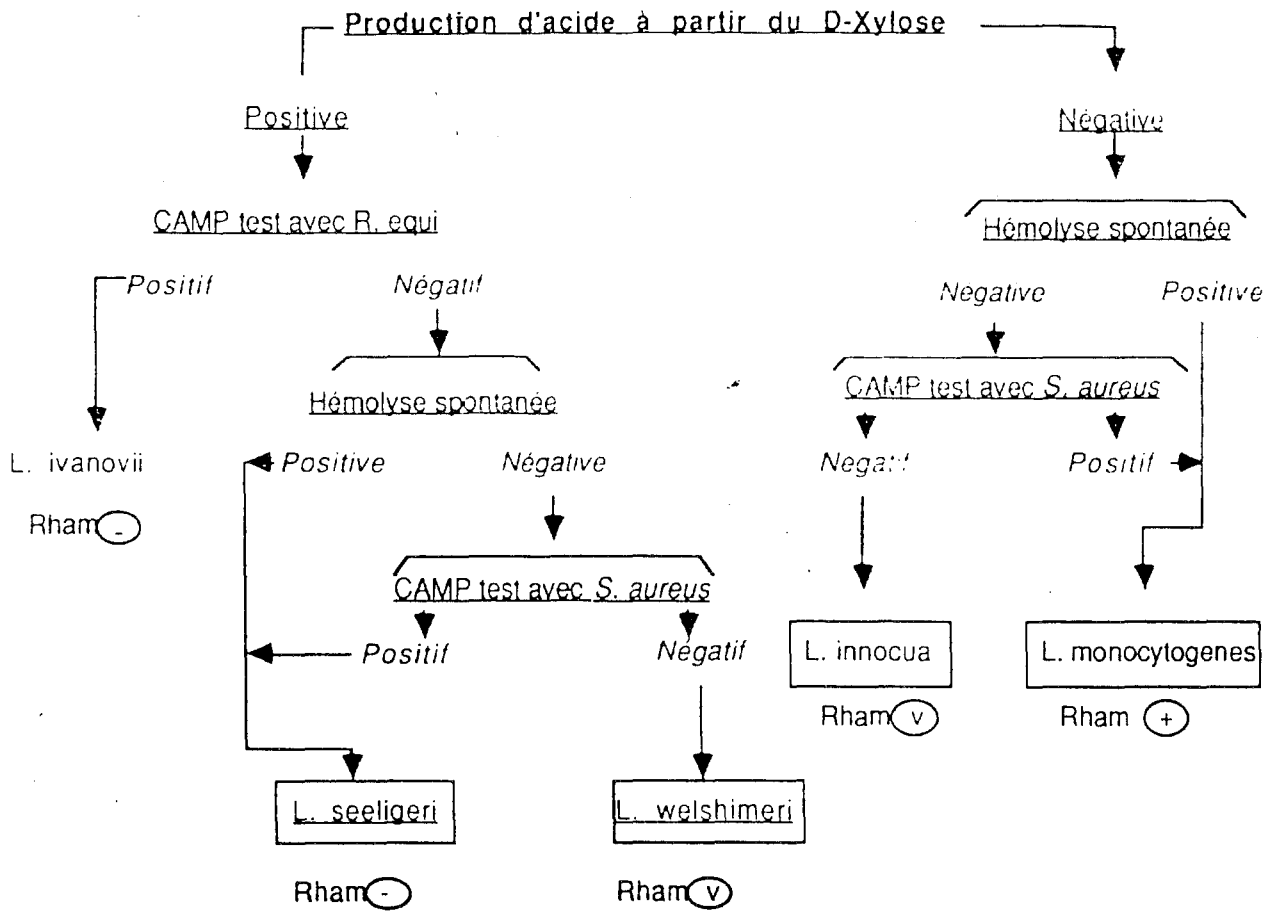 Production d'acide à partir du D-Xylose
Positive
Négative
CAMP test avec R. equi
Hémolyse spontanée
Positif
Négatif
Negative
Positive
Hémolyse spontanée
CAMP test avec S. aureus
L. ivanovii
Positive
Négative
Negatif
Positif
Rham -
CAMP test avec S. aureus
Positif
Négatif
L. innocua
L. monocytogenes
Rham v
Rham +
L. seeligeri
L. welshimeri
Rham -
Rham v